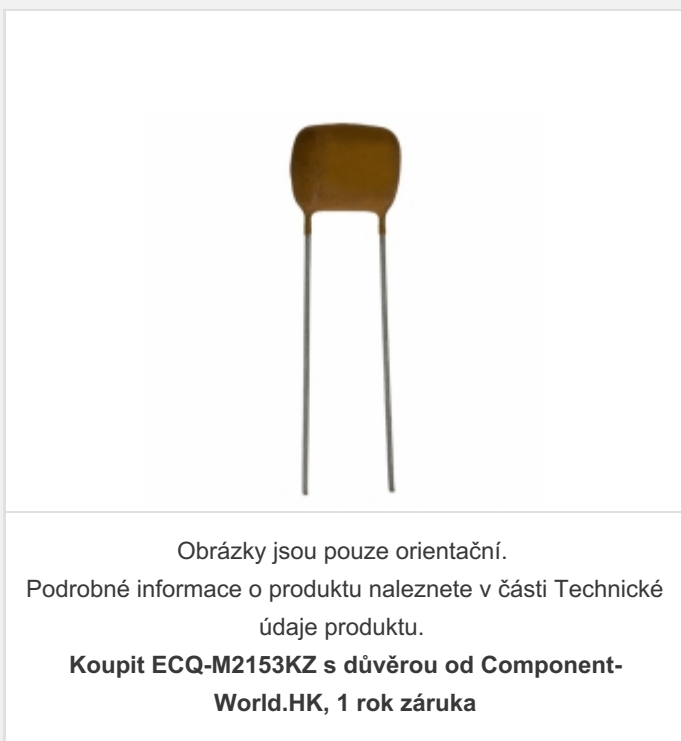 Obrázky jsou pouze orientační.
Podrobné informace o produktu naleznete v části Technické
údaje produktu.
Koupit ECQ-M2153KZ s důvěrou od Component-
World.HK, 1 rok záruka